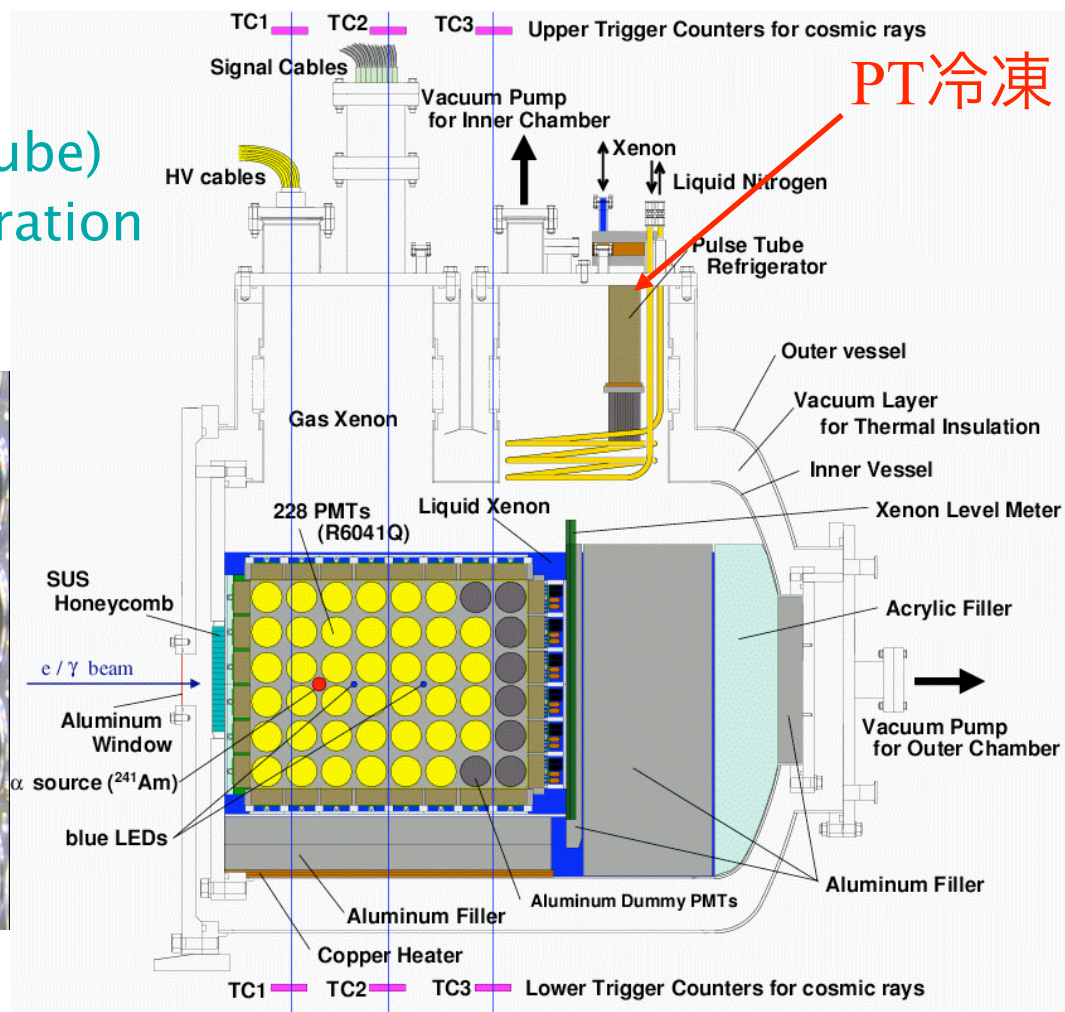 TC1 TC2 TC3 Upper Trigger Counters for cosmic rays
Signal Cables
PT冷凍
Vacuum Pump
for Inner Chamber
ube)
Xenon
HV cables
Liquid Nitrogen
ration
Pulse Tube
Refrigerator
Outer vessel
Vacuum Layer
for Thermal Insulation
Gas Xenon
Inner Vessel
Liquid Xenon
228 PMTs
(R6041Q)
Xenon Level Meter
SUS
Honeycomb
Acrylic Filler
e / γ beam
Aluminum
Window
Vacuum Pump
for Outer Chamber
α source (²⁴¹Am)
blue LEDs
Aluminum Filler
Aluminum Dummy PMTs
Aluminum Filler
Copper Heater
TC1 TC2 TC3 Lower Trigger Counters for cosmic rays